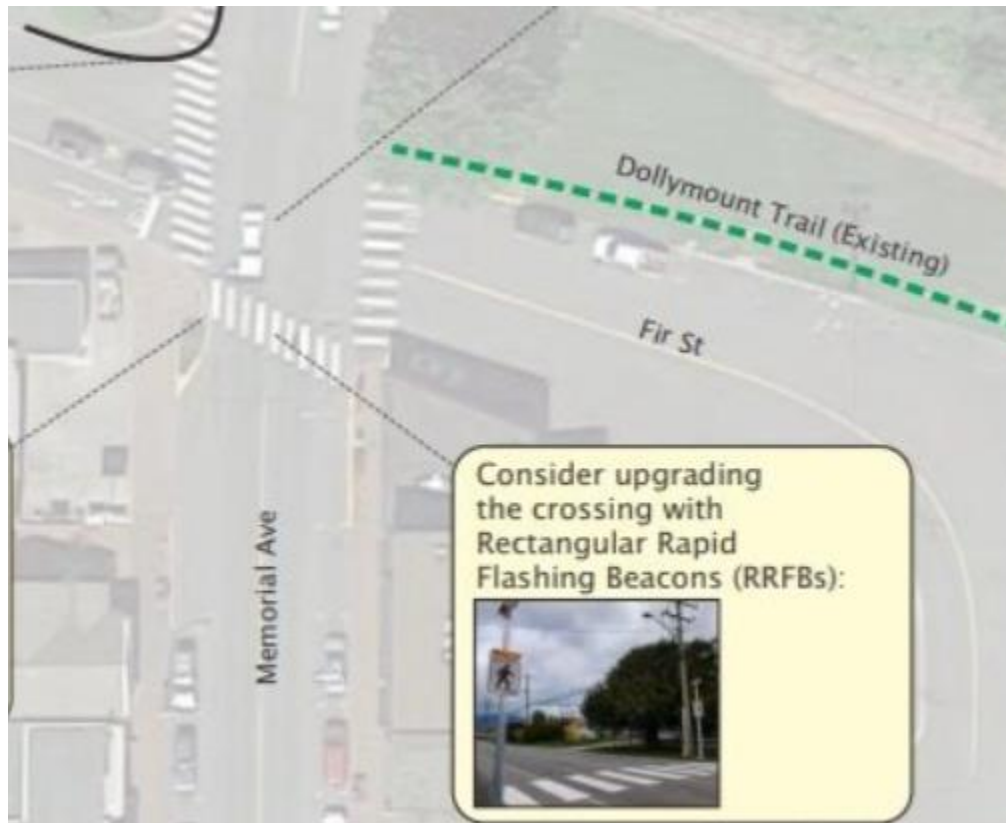 Dollymount Trail (Existing)
Fir St
Memorial Ave
Consider upgrading
the crossing with
Rectangular Rapid
Flashing Beacons (RRFBs):